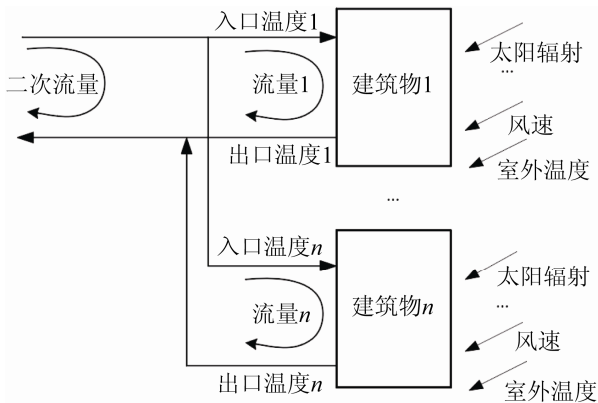 入口温度1
太阳辐射
...
二次流量
流量1
建筑物1
风速
出口温度1
室外温度
...
入口温度n
太阳辐射
...
流量n
建筑物n
风速
出口温度n
室外温度